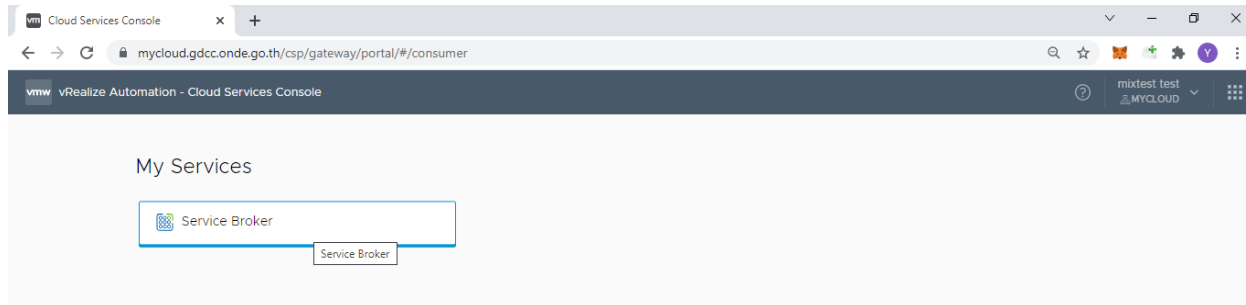 vm Cloud Services Console
mycloud.gdcc.onde.go.th/csp/gateway/portal/#/consumer
Y
vmw vRealize Automation - Cloud Services Console
mixtest test
MYCLOUD
My Services
Service Broker
Service Broker